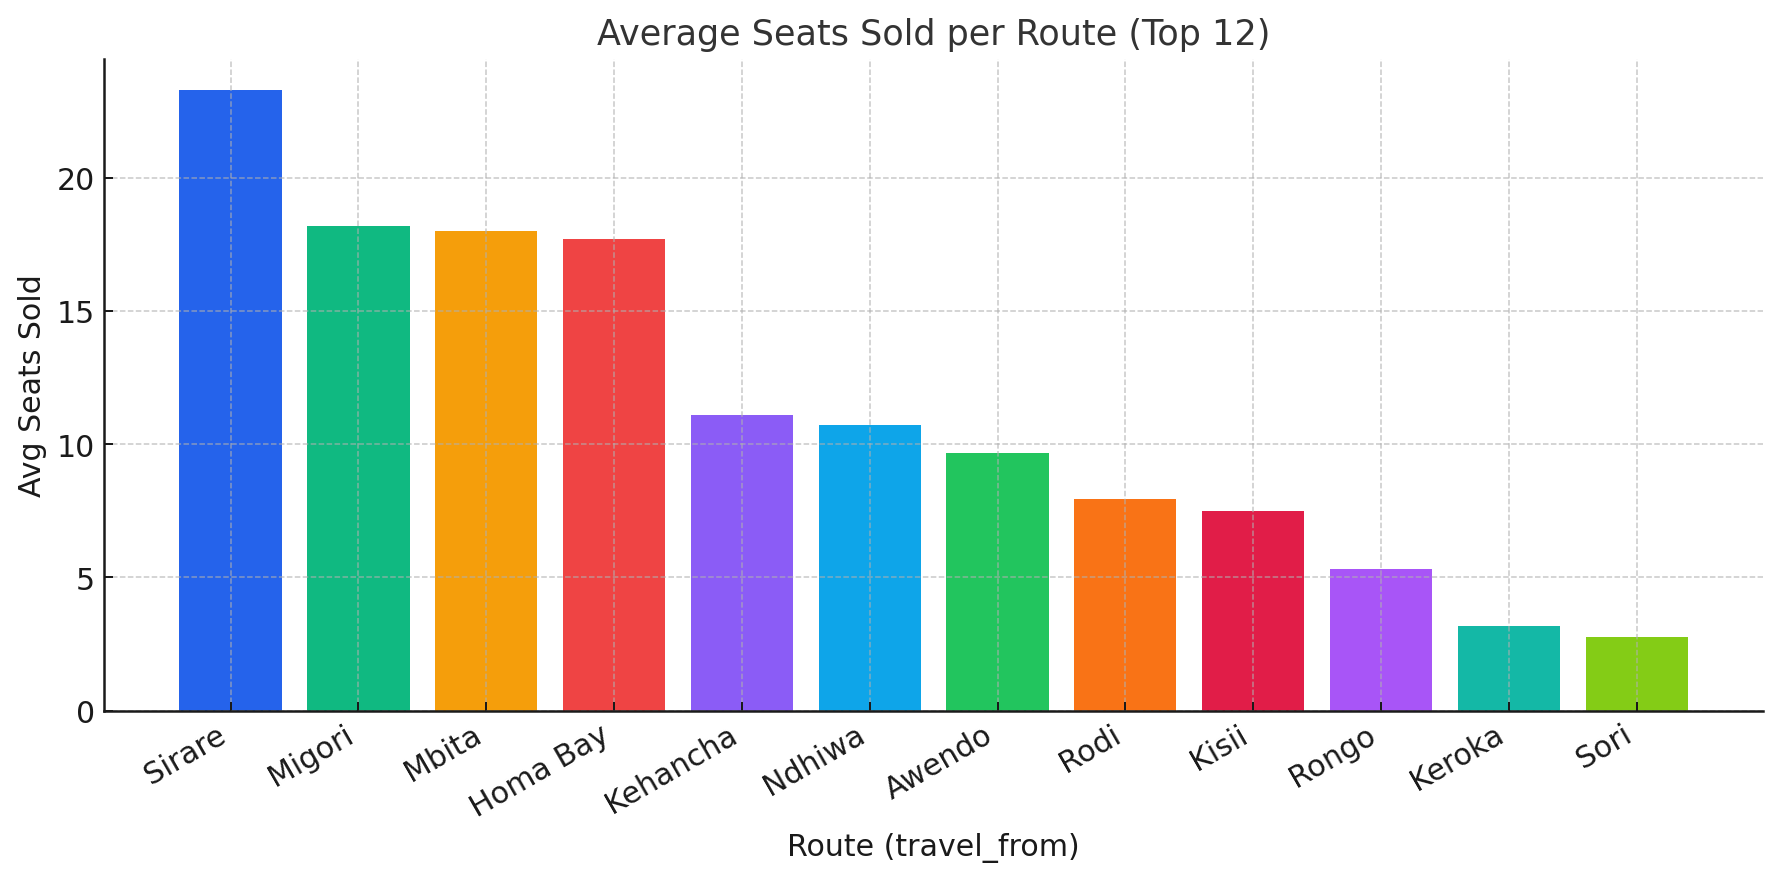 Average Seats Sold per Route (Top 12)
Avg Seats Sold
20
15
10
5
0
Sirare
Migori
Mbita
Homa Bay
Kehancha
Ndhiwa
Awendo
Rodi
Kisii
Rongo
Keroka
Sori
Route (travel_from)